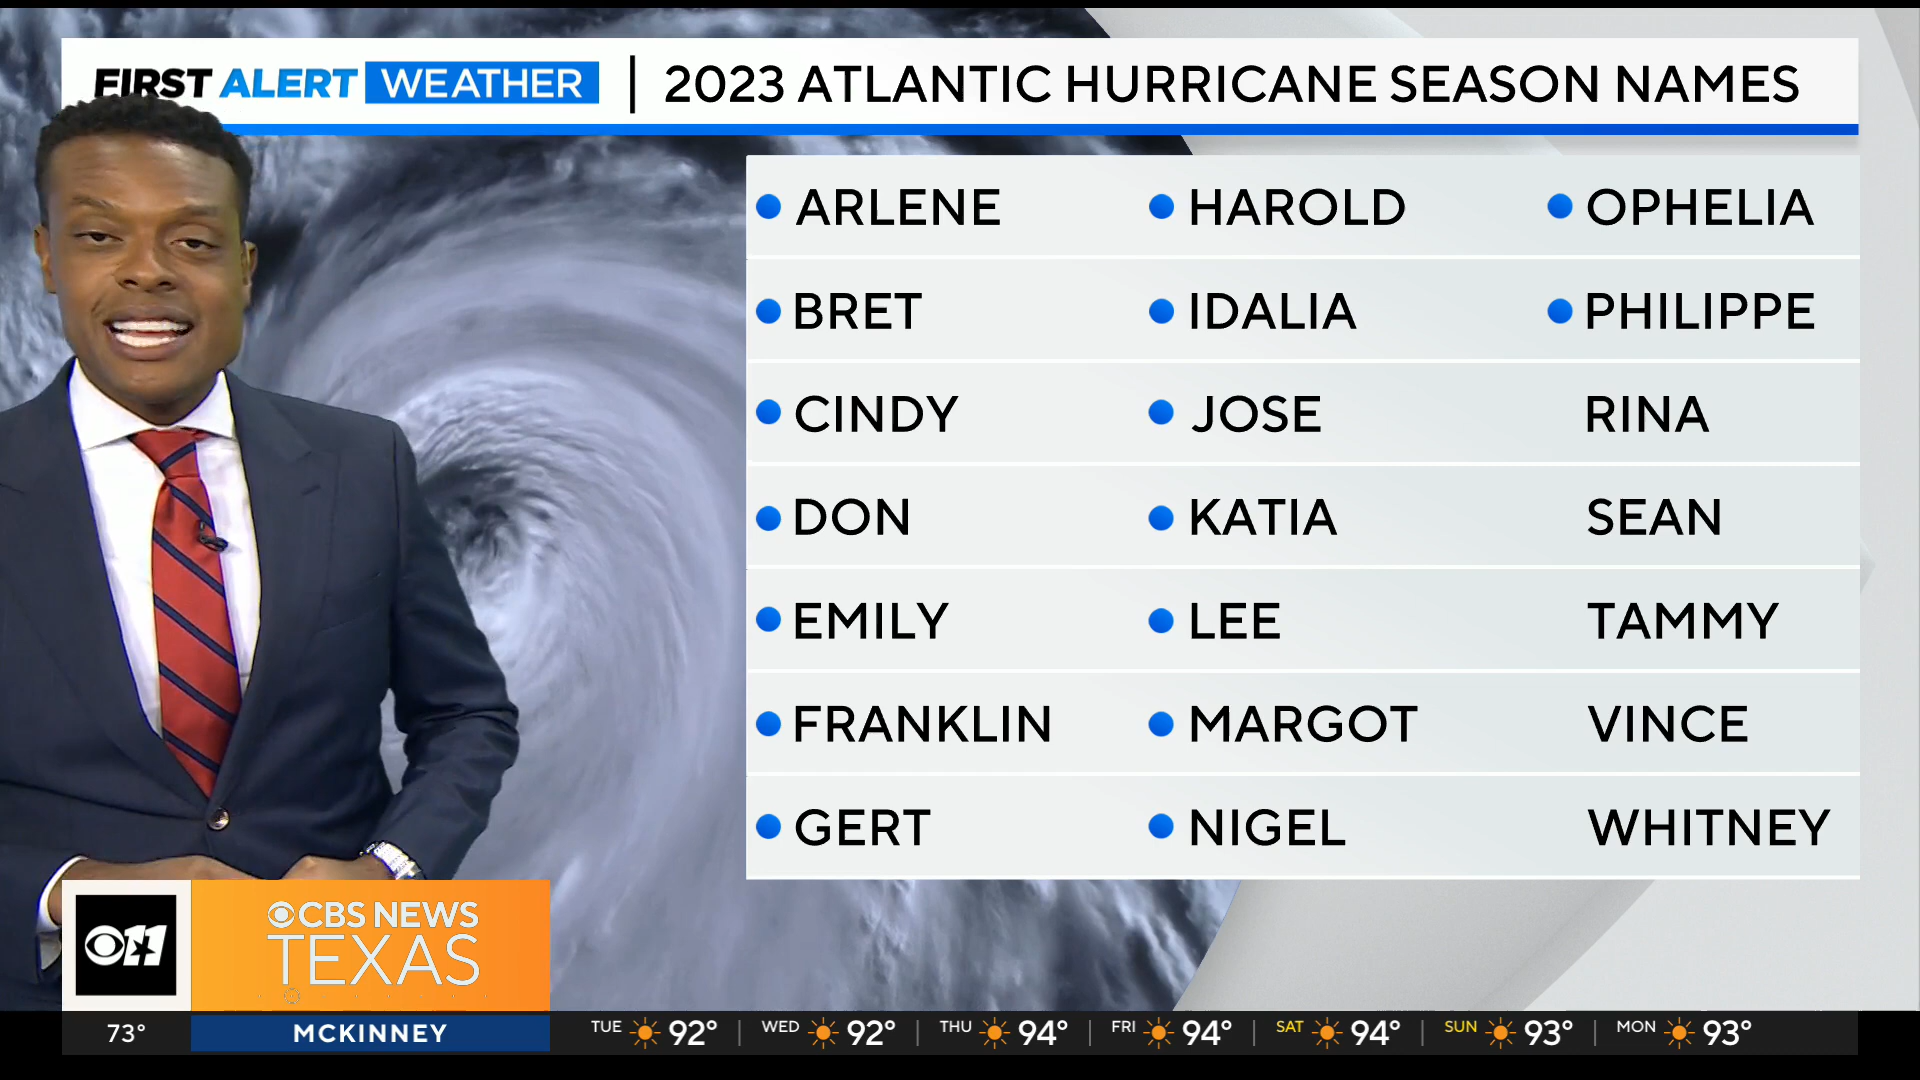 FIRST ALERT WEATHER | 2023 ATLANTIC HURRICANE SEASON NAMES
• ARLENE • HAROLD • OPHELIA
• BRET • IDALIA • PHILIPPE
• CINDY • JOSE RINA
• DON • KATIA SEAN
• EMILY • LEE TAMMY
• FRANKLIN • MARGOT VINCE
• GERT • NIGEL WHITNEY
11 CBS NEWS
TEXAS
73° MCKINNEY TUE 92° | WED 92° | THU 94° | FRI 94° | SAT 94° | SUN 93° | MON 93°